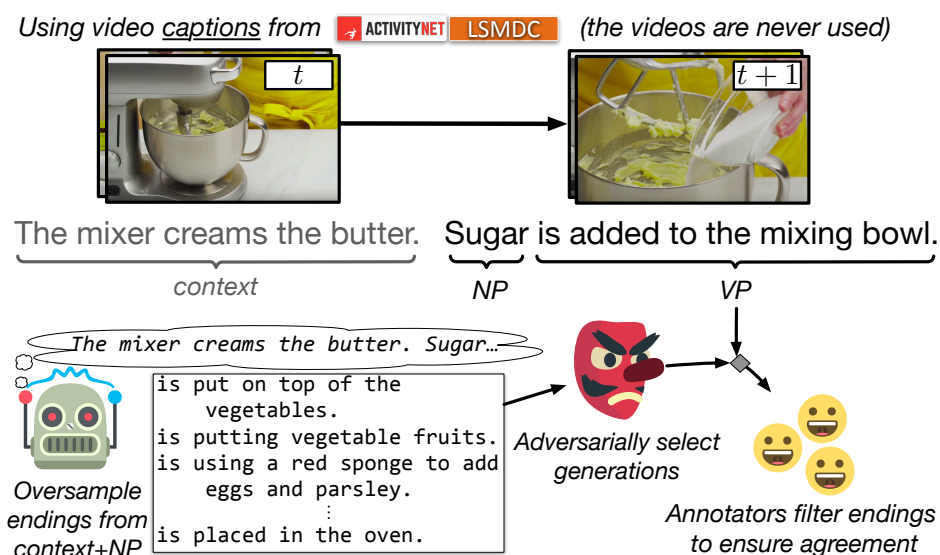 Using video captions from ACTIVITYNET LSMDC (the videos are never used)
t
t + 1
The mixer creams the butter. Sugar is added to the mixing bowl.
context
NP
VP
The mixer creams the butter. Sugar…
is put on top of the
vegetables.
is putting vegetable fruits.
is using a red sponge to add
eggs and parsley.
⋮
is placed in the oven.
Oversample
endings from
context+NP
Adversarially select
generations
Annotators filter endings
to ensure agreement